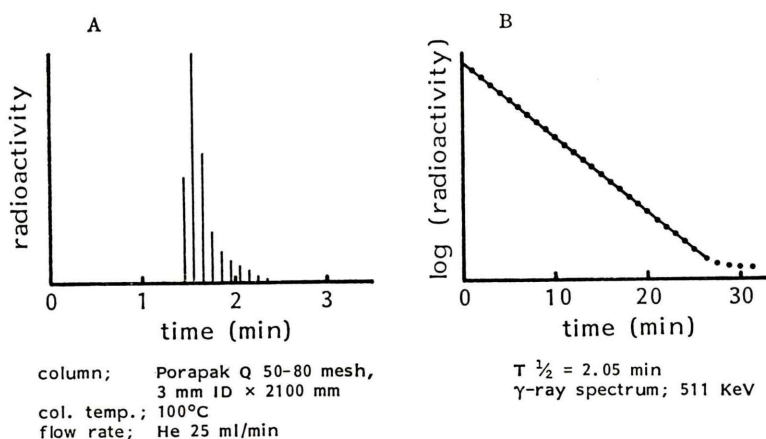 A
radioactivity
0 1 2 3
time (min)
column; Porapak Q 50-80 mesh,
3 mm ID × 2100 mm
col. temp.; 100°C
flow rate; He 25 ml/min
B
log (radioactivity)
0 10 20 30
time (min)
T ½ = 2.05 min
γ-ray spectrum; 511 KeV